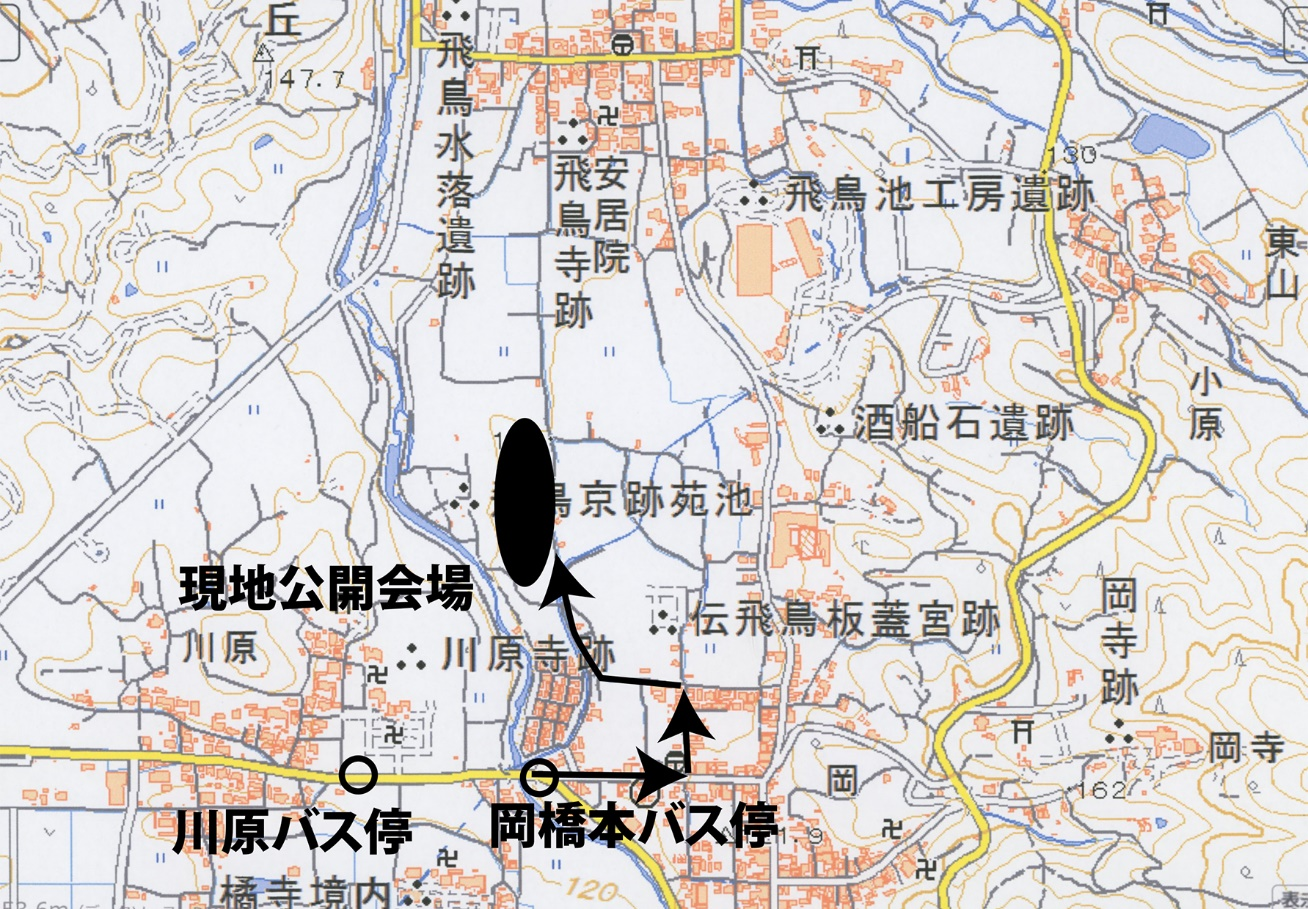 丘
147.7
飛鳥水落遺跡
安居院
飛鳥寺跡
130
飛鳥池工房遺跡
東山
小原
酒船石遺跡
鳥京跡苑池
現地公開会場
川原
川原寺跡
伝飛鳥板蓋宮跡
岡寺跡
岡寺
岡
162
川原バス停
岡橋本バス停
橘寺境内
120